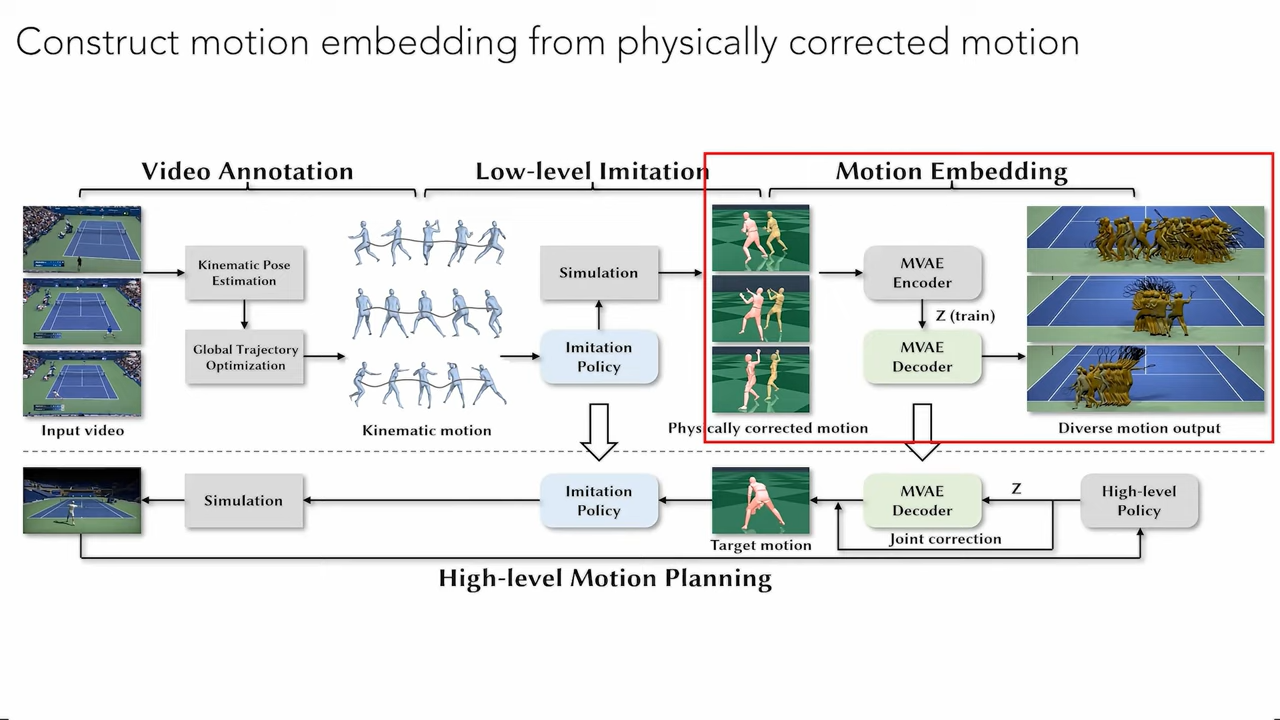 Construct motion embedding from physically corrected motion
Video Annotation
Low-level Imitation
Motion Embedding
Kinematic Pose
Estimation
Global Trajectory
Optimization
Simulation
Imitation
Policy
MVAE
Encoder
Z (train)
MVAE
Decoder
Input video
Kinematic motion
Physically corrected motion
Diverse motion output
Simulation
Imitation
Policy
Target motion
MVAE
Decoder
Z
Joint correction
High-level
Policy
High-level Motion Planning